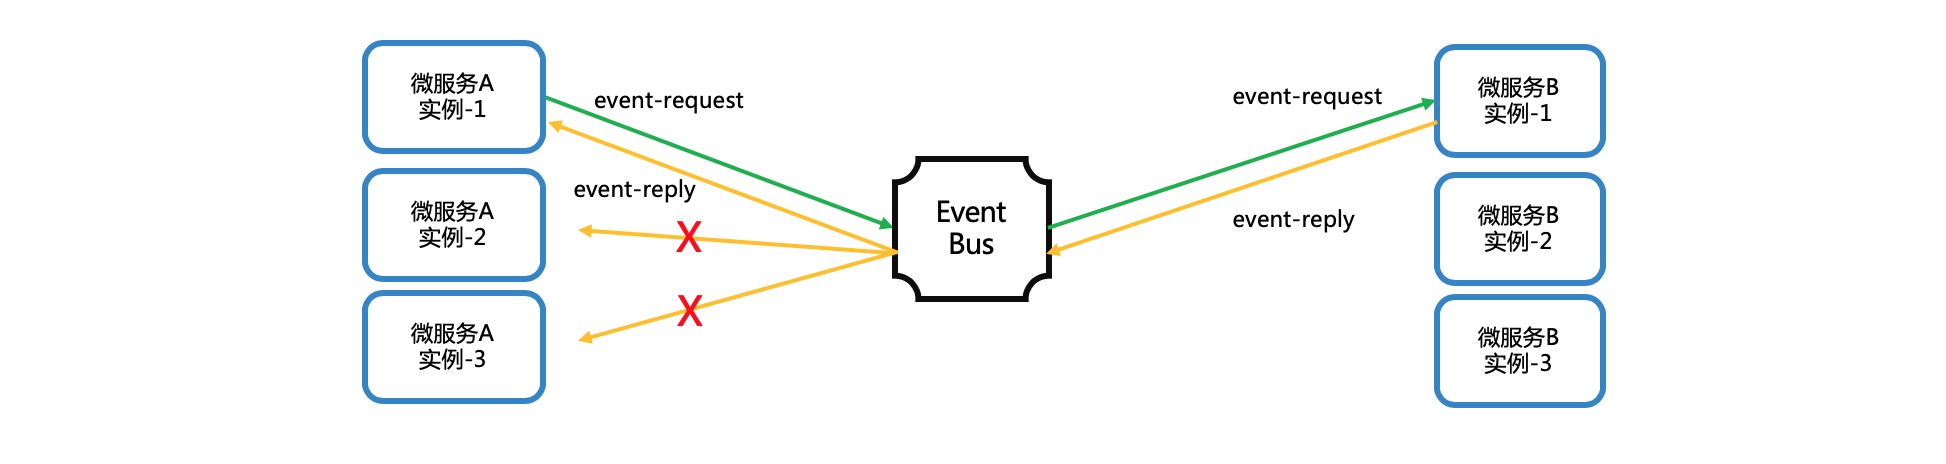 微服务A
实例-1
event-request
event-reply
微服务A
实例-2
X
微服务A
实例-3
X
Event
Bus
event-request
event-reply
微服务B
实例-1
微服务B
实例-2
微服务B
实例-3